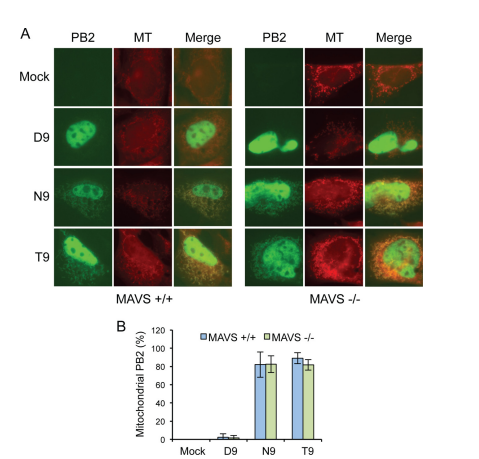 A
PB2 MT Merge PB2 MT Merge
Mock
D9
N9
T9
MAVS +/+ MAVS -/-
B
MAVS +/+ MAVS -/-
Mitochondrial PB2 (%)
120
100
80
60
40
20
0
Mock D9 N9 T9